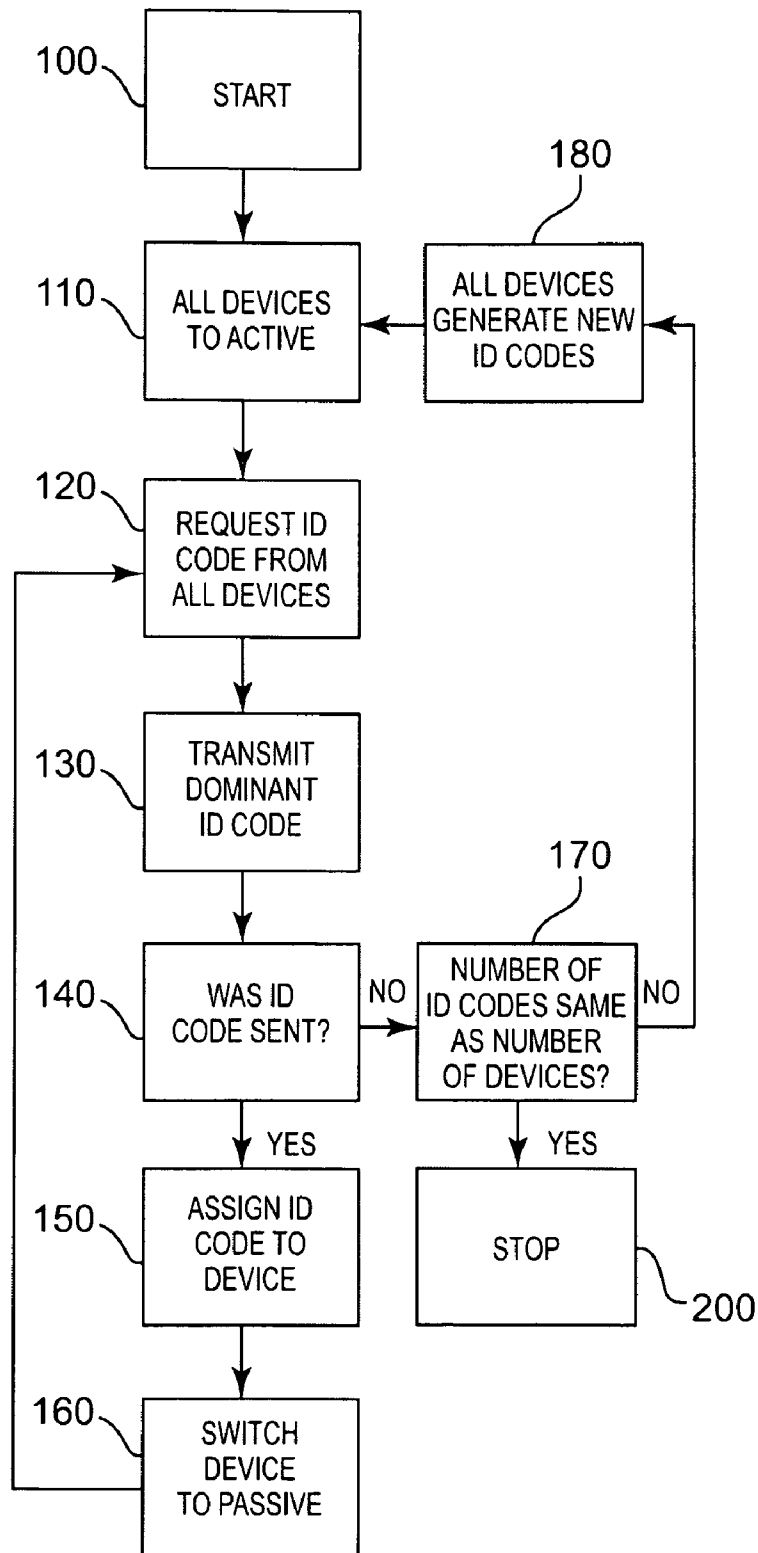 100
START
180
110
ALL DEVICES
TO ACTIVE
ALL DEVICES
GENERATE NEW
ID CODES
120
REQUEST ID
CODE FROM
ALL DEVICES
130
TRANSMIT
DOMINANT
ID CODE
170
140
WAS ID
CODE SENT?
NO
NUMBER OF
ID CODES SAME
AS NUMBER
OF DEVICES?
NO
YES
YES
150
ASSIGN ID
CODE TO
DEVICE
STOP
200
160
SWITCH
DEVICE
TO PASSIVE